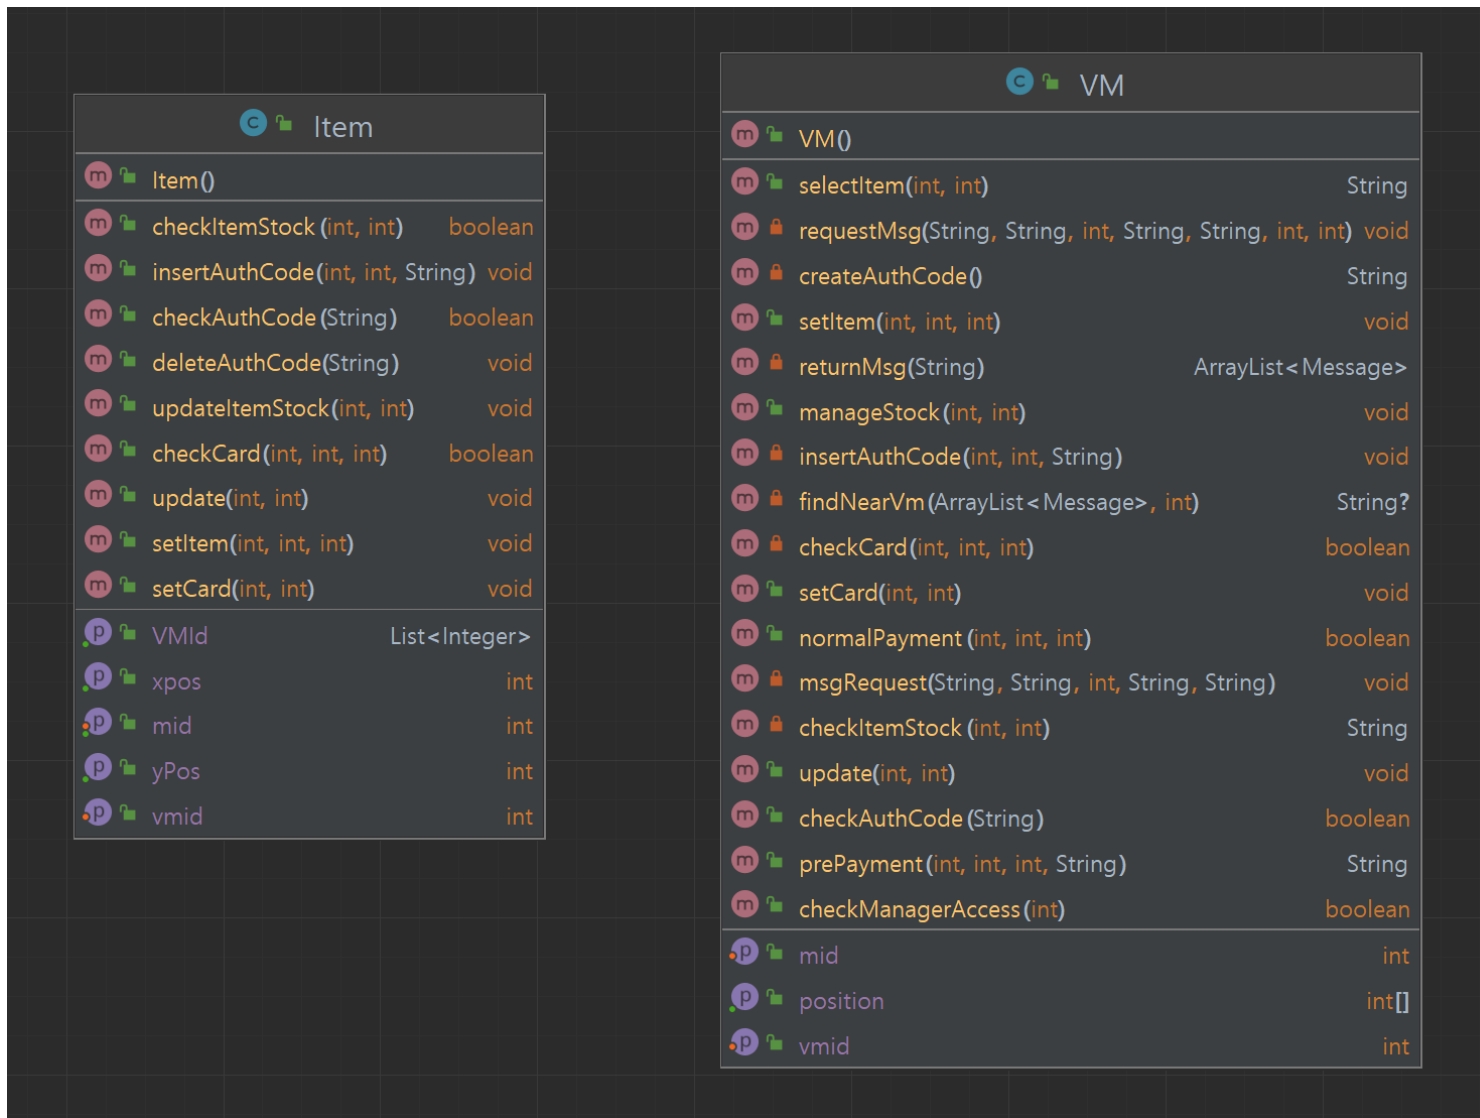 Item
Item()
checkItemStock(int, int) boolean
insertAuthCode(int, int, String) void
checkAuthCode(String) boolean
deleteAuthCode(String) void
updateItemStock(int, int) void
checkCard(int, int, int) boolean
update(int, int) void
setItem(int, int, int) void
setCard(int, int) void
VMId List<Integer>
xpos int
mid int
yPos int
vmid int
VM
VM()
selectItem(int, int) String
requestMsg(String, String, int, String, String, int, int) void
createAuthCode() String
setItem(int, int, int) void
returnMsg(String) ArrayList<Message>
manageStock(int, int) void
insertAuthCode(int, int, String) void
findNearVm(ArrayList<Message>, int) String?
checkCard(int, int, int) boolean
setCard(int, int) void
normalPayment(int, int, int) boolean
msgRequest(String, String, int, String, String) void
checkItemStock(int, int) String
update(int, int) void
checkAuthCode(String) boolean
prePayment(int, int, int, String) String
checkManagerAccess(int) boolean
mid int
position int[]
vmid int